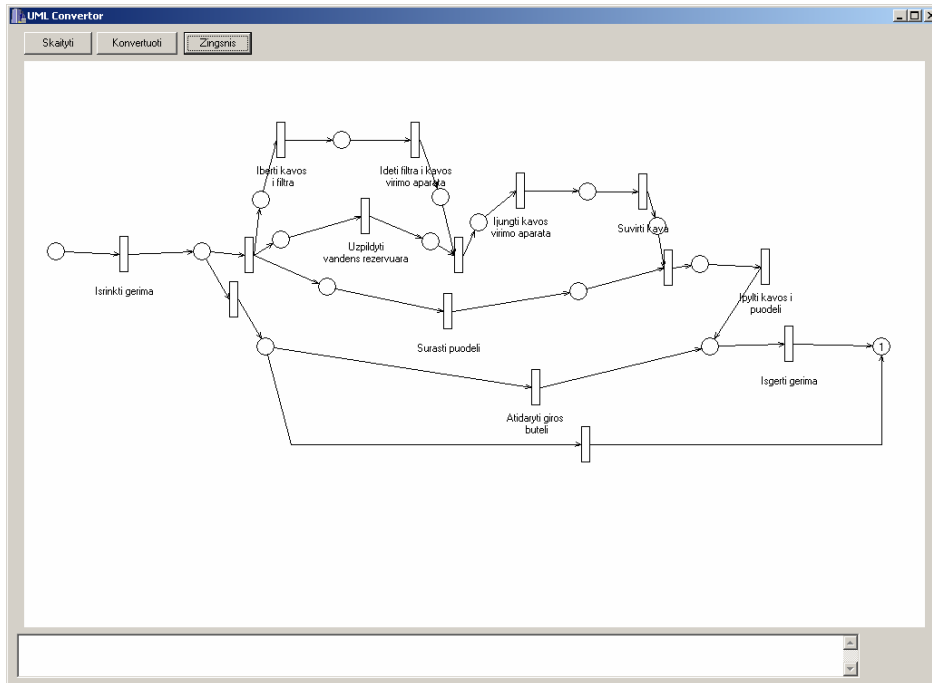 UML Convertor
Skaityti
Konvertuoti
Zingsnis
Iberti kavos
i filtra
Ideti filtra i kavos
virimo aparata
Ijungti kavos
virimo aparata
Suvirti kava
Uzpildyti
vandens rezervuara
Isrinkti gerima
Ipylti kavos i
puodeli
Surasti puodeli
1
Isgerti gerima
Atidaryti giros
buteli